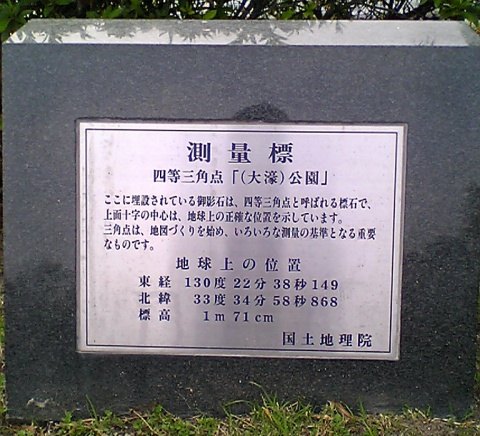 測量標
四等三角点「(大濠)公園」
ここに埋設されている御影石は、四等三角点と呼ばれる標石で、
上面十字の中心は、地球上の正確な位置を示しています。
三角点は、地図づくりを始め、いろいろな測量の基準となる重要
なものです。
地球上の位置
東経 130度22分38秒149
北緯 33度34分58秒868
標高 1m71cm
国土地理院